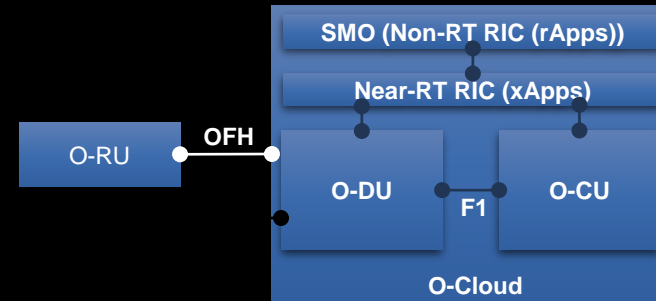 SMO (Non-RT RIC (rApps))
Near-RT RIC (xApps)
O-RU
OFH
O-DU
F1
O-CU
O-Cloud